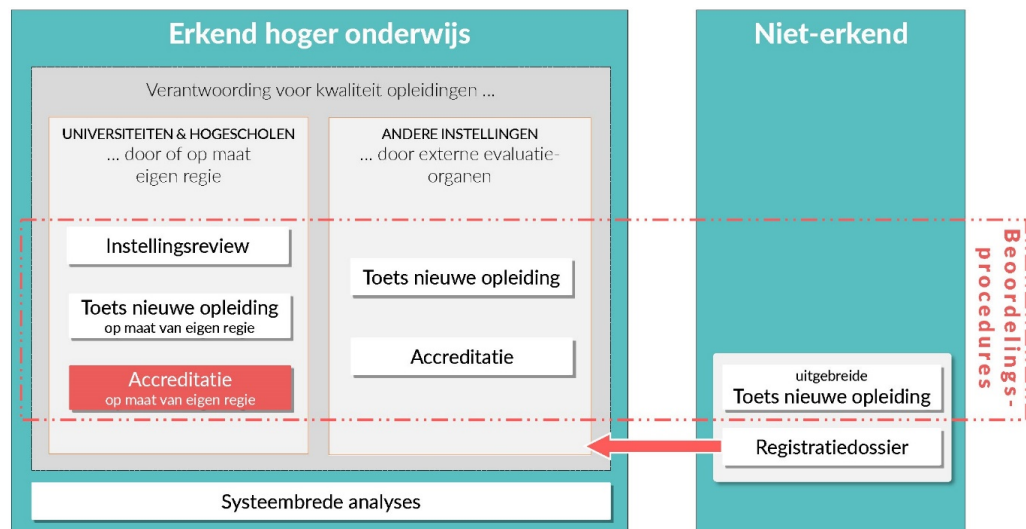 Erkend hoger onderwijs
Verantwoording voor kwaliteit opleidingen ...
UNIVERSITEITEN & HOGESCHOLEN
... door of op maat
eigen regie
Instellingsreview
Toets nieuwe opleiding
op maat van eigen regie
Accreditatie
op maat van eigen regie
ANDERE INSTELLINGEN
... door externe evaluatie-
organen
Toets nieuwe opleiding
Accreditatie
Systeembrede analyses
Niet-erkend
uitgebreide
Toets nieuwe opleiding
Registratiedossier
Beoordelings-
procedures